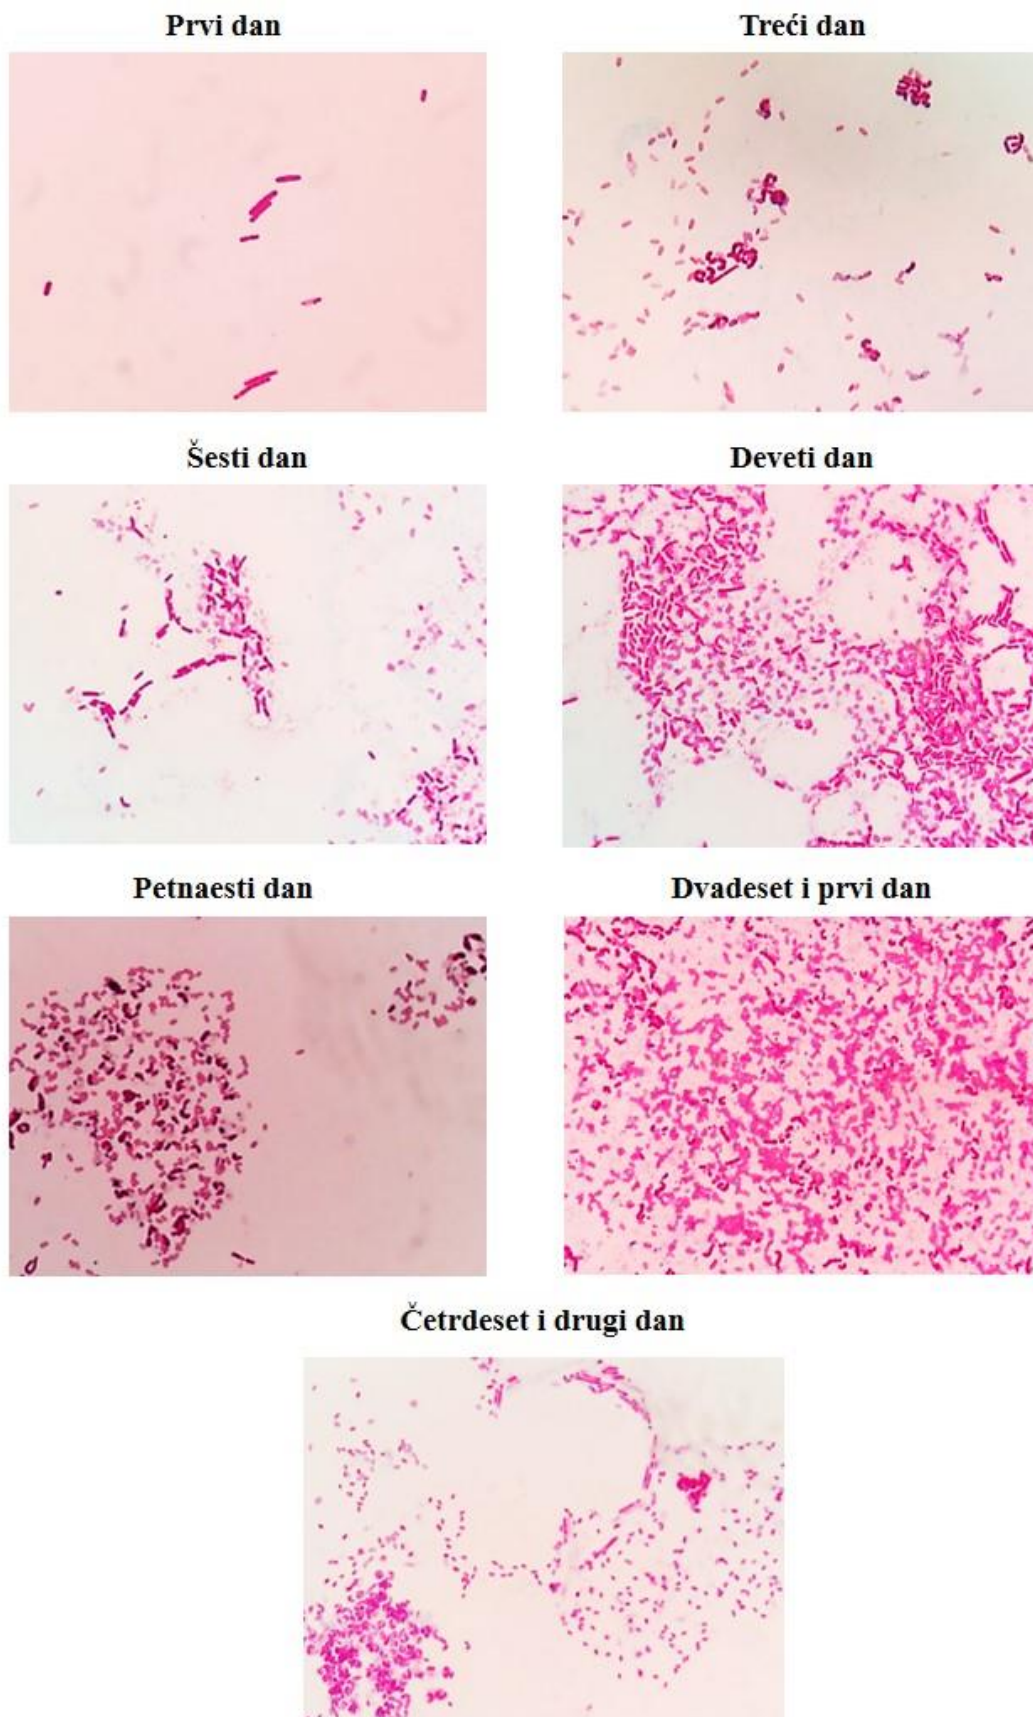 Prvi dan
Treći dan
Šesti dan
Deveti dan
Petnaesti dan
Dvadeset i prvi dan
Četrdeset i drugi dan